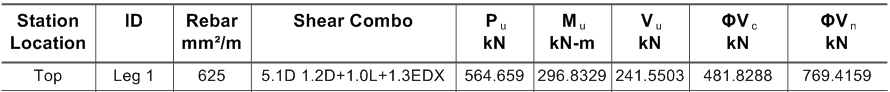 Station Location ID Rebar mm²/m Shear Combo Pu kN Mu kN-m Vu kN ΦVc kN ΦVn kN
Top Leg 1 625 5.1D 1.2D+1.0L+1.3EDX 564.659 296.8329 241.5503 481.8288 769.4159